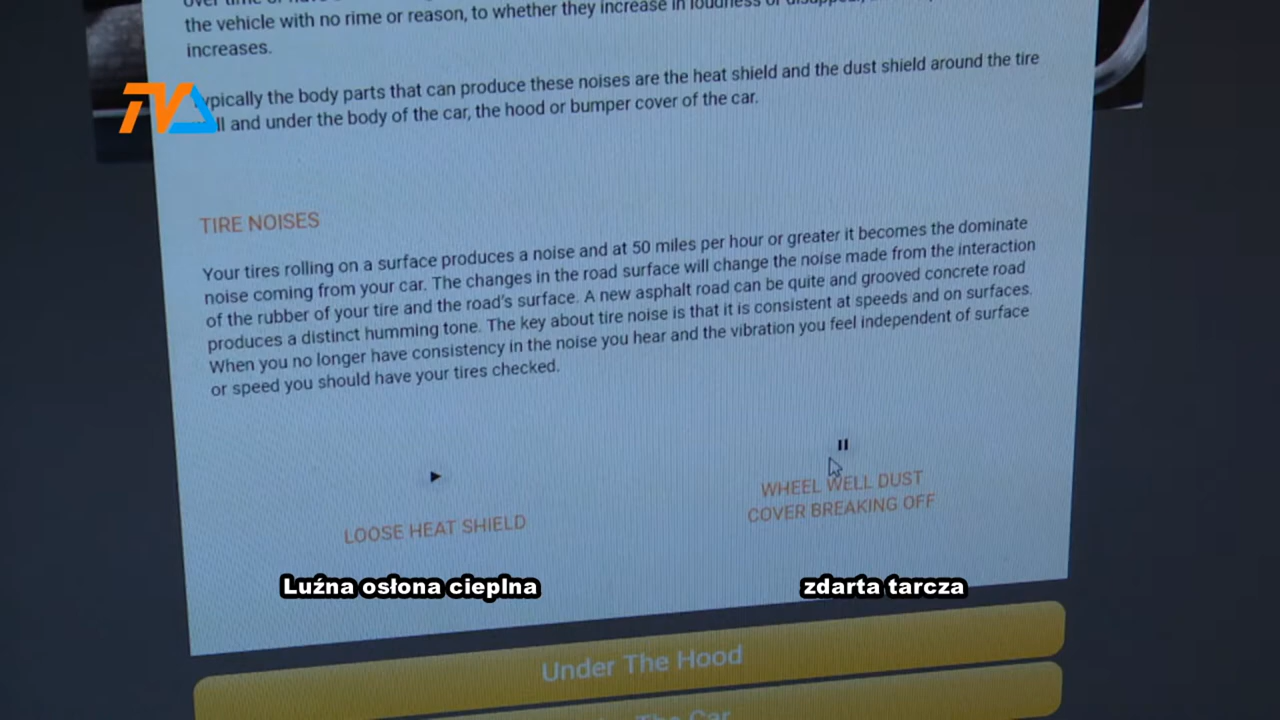 the vehicle with no rime or reason, to whether they increase in loudness or
increases.
ypically the body parts that can produce these noises are the heat shield and the dust shield around the tire
ll and under the body of the car, the hood or bumper cover of the car.
TVA
TIRE NOISES
Your tires rolling on a surface produces a noise and at 50 miles per hour or greater it becomes the dominate
noise coming from your car. The changes in the road surface will change the noise made from the interaction
of the rubber of your tire and the road's surface. A new asphalt road can be quite and grooved concrete road
produces a distinct humming tone. The key about tire noise is that it is consistent at speeds and on surfaces.
When you no longer have consistency in the noise you hear and the vibration you feel independent of surface
or speed you should have your tires checked.
LOOSE HEAT SHIELD
WHEEL WELL DUST
COVER BREAKING OFF
Luźna osłona cieplna
zdarta tarcza
Under The Hood
The Car